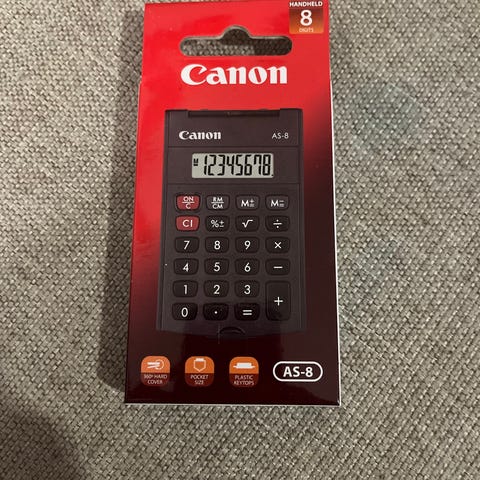 HANDHELD
8
DIGITS
Canon
Canon AS-8
M 12345678
ON/C RM/CM M± M=
CI %± √ ÷
7 8 9 ×
4 5 6 −
1 2 3 +
0 · =
360º HARD COVER
POCKET SIZE
PLASTIC KEYTOPS
AS-8